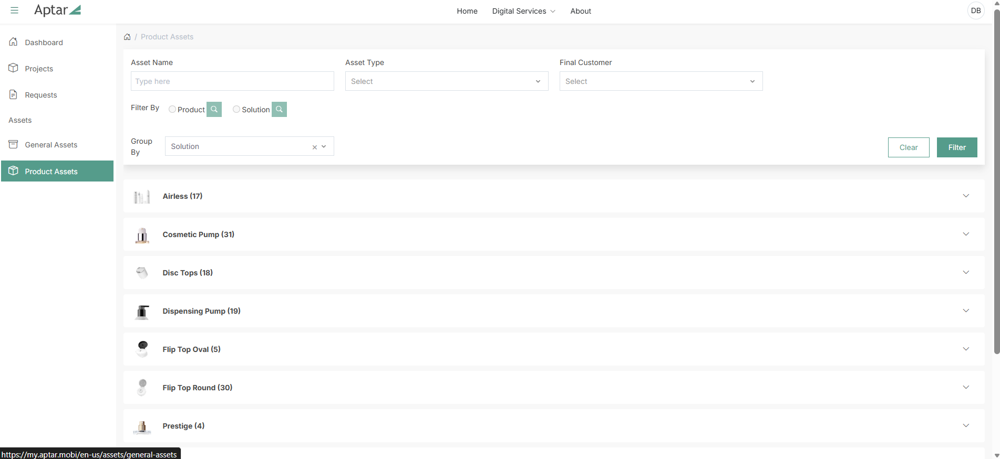 Aptar
Home
Digital Services
About
DB
Dashboard
Projects
Requests
Assets
General Assets
Product Assets
/ Product Assets
Asset Name
Asset Type
Final Customer
Type here
Select
Select
Filter By
Product
Solution
Group
By
Solution
Clear
Filter
Airless (17)
Cosmetic Pump (31)
Disc Tops (18)
Dispensing Pump (19)
Flip Top Oval (5)
Flip Top Round (30)
Prestige (4)
https://my.aptar.mobi/en-us/assets/general-assets